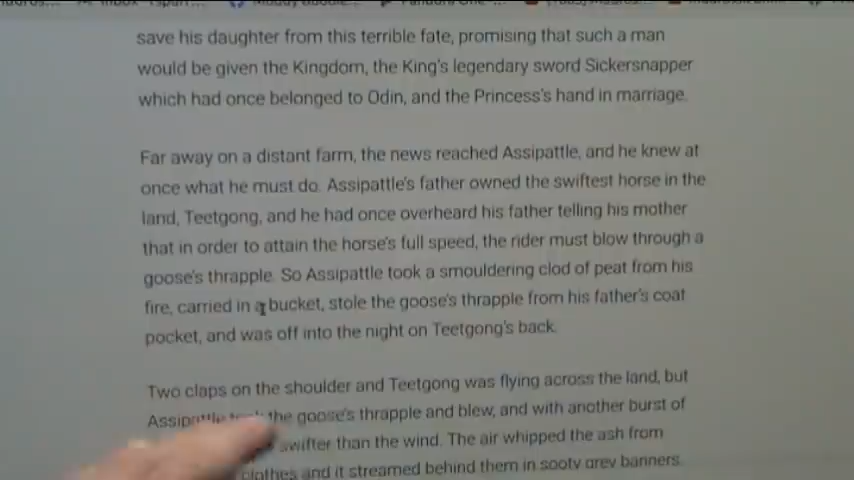 save his daughter from this terrible fate, promising that such a man
would be given the Kingdom, the King's legendary sword Sickersnapper
which had once belonged to Odin, and the Princess's hand in marriage.
Far away on a distant farm, the news reached Assipattle, and he knew at
once what he must do. Assipattle's father owned the swiftest horse in the
land, Teetgong, and he had once overheard his father telling his mother
that in order to attain the horse's full speed, the rider must blow through a
goose's thrapple. So Assipattle took a smouldering clod of peat from his
fire, carried in a bucket, stole the goose's thrapple from his father's coat
pocket, and was off into the night on Teetgong's back.
Two claps on the shoulder and Teetgong was flying across the land, but
Assipattle took the goose's thrapple and blew, and with another burst of
swifter than the wind. The air whipped the ash from
clothes and it streamed behind them in sooty grey banners.